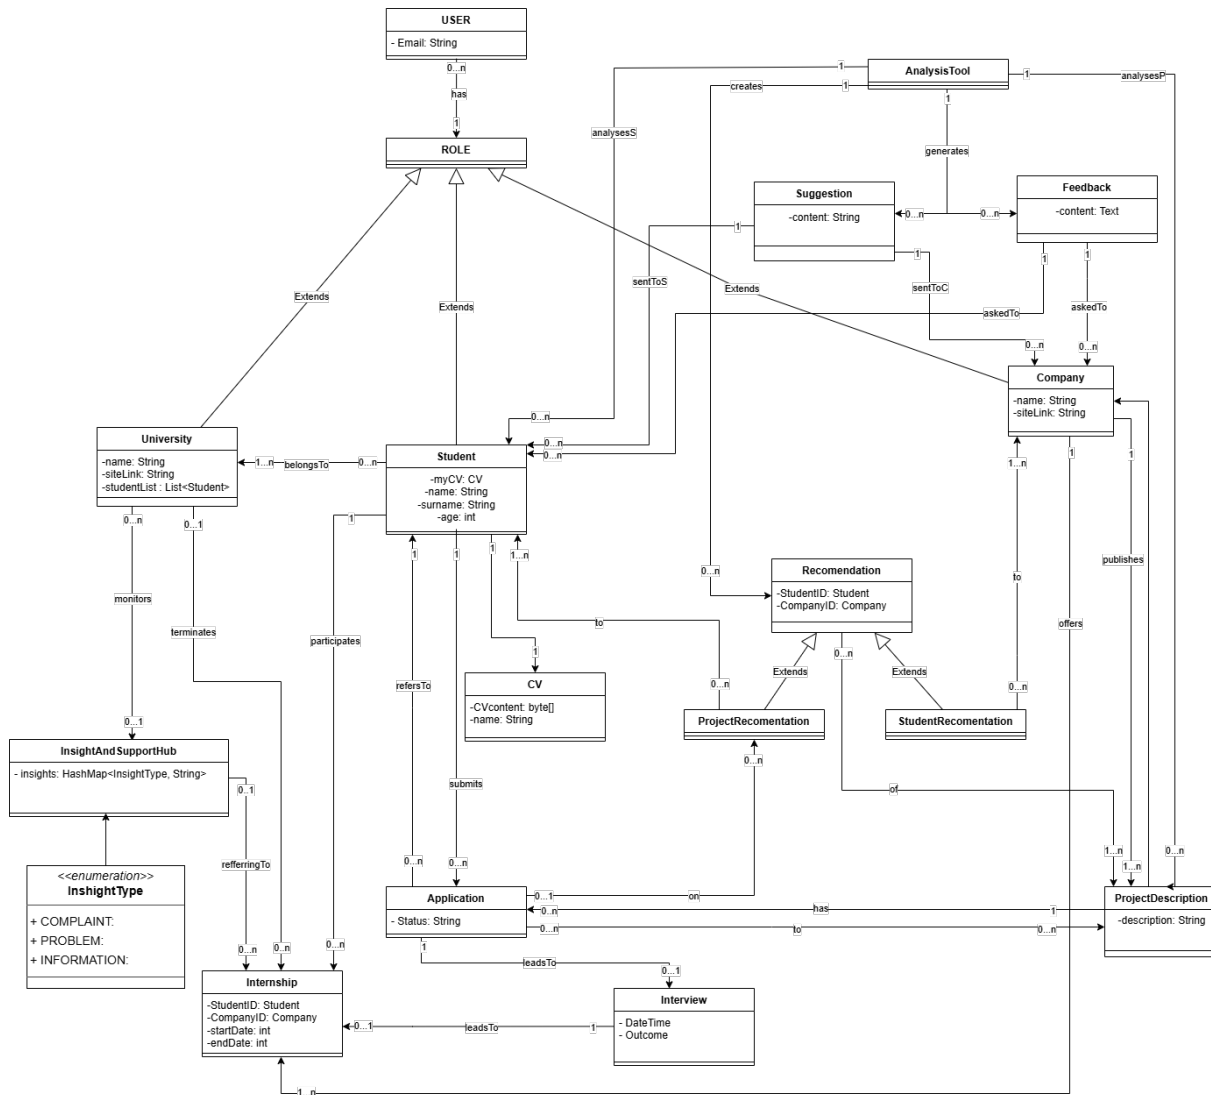 USER
- Email: String
0...n
has
1
ROLE
AnalysisTool
1
1
1
1
creates
analysesP
analysesS
generates
Suggestion
-content: String
0...n
0...n
Feedback
-content: Text
1
1
1
1
sentToS
sentToC
askedTo
askedTo
Extends
Extends
Extends
0...n
0...n
Company
-name: String
-siteLink: String
0...n
0...n
0...n
University
-name: String
-siteLink: String
-studentList : List<Student>
1...n
belongsTo
0...n
Student
-myCV: CV
-name: String
-surname: String
-age: int
1
1
1...n
1
1
0...n
0...1
1
1
1
1...n
publishes
to
0...n
Recomendation
-StudentID: Student
-CompanyID: Company
monitors
terminates
participates
to
offers
0...n
Extends
Extends
1
CV
-CVcontent: byte[]
-name: String
refersTo
0...n
0...n
ProjectRecomentation
StudentRecomentation
0...1
InsightAndSupportHub
- insights: HashMap<InsightType, String>
0..1
0...n
submits
of
refferingTo
<<enumeration>>
InshightType
+ COMPLAINT:
+ PROBLEM:
+ INFORMATION:
0...n
0...n
1...n
1...n
0...n
Application
- Status: String
0...1
on
0..n
has
1
0...n
to
0...n
ProjectDescription
-description: String
0...n
0..n
0...n
1
leadsTo
0...1
Internship
-StudentID: Student
-CompanyID: Company
-startDate: int
-endDate: int
0...1
leadsTo
1
Interview
- DateTime
- Outcome
1...n